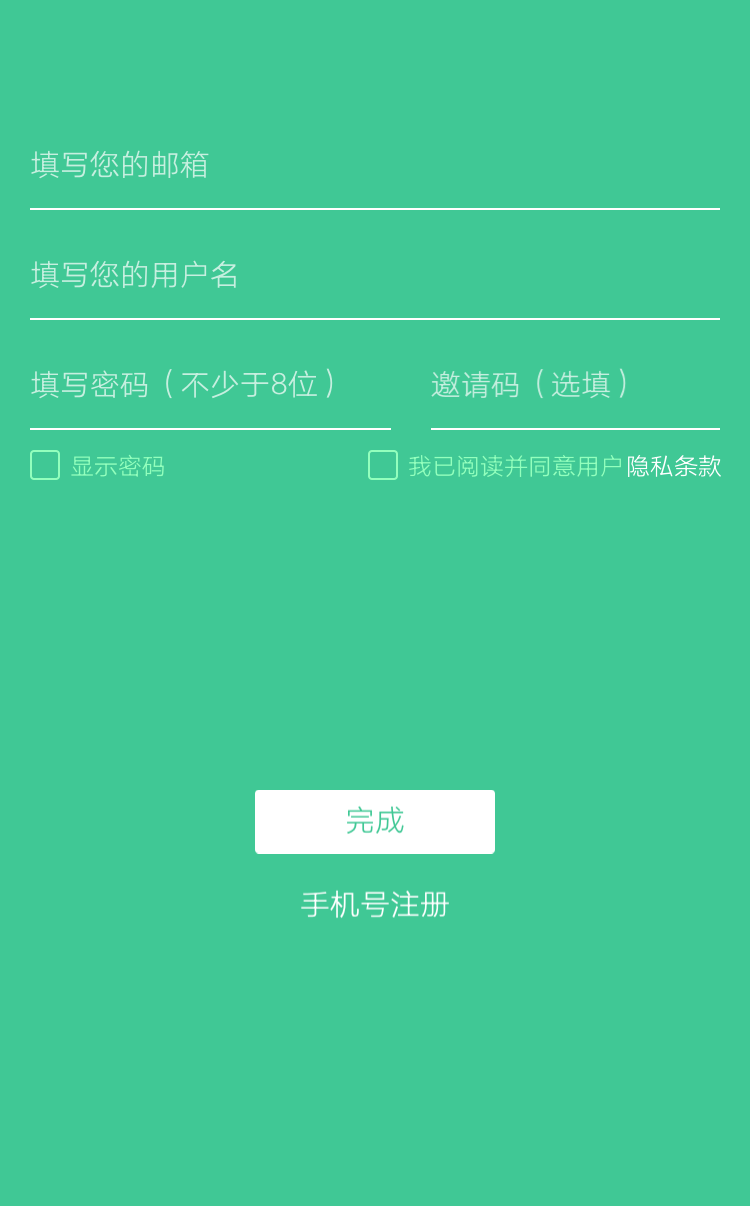 填写您的邮箱
填写您的用户名
填写密码（不少于8位） 邀请码（选填）
显示密码 我已阅读并同意用户隐私条款
完成
手机号注册